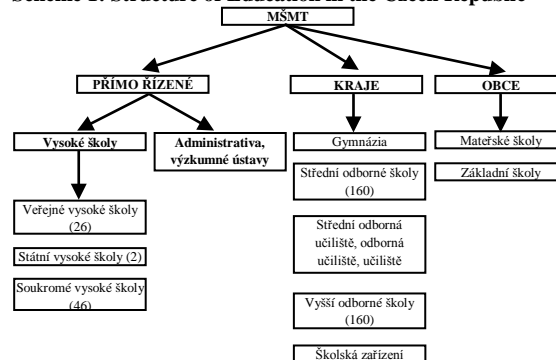 Scheme 1: Structure of Education in the Czech Republic
MŠMT
PŘÍMO ŘÍZENÉ
KRAJE
OBCE
Vysoké školy
Administrativa,
výzkumné ústavy
Gymnázia
Mateřské školy
Střední odborné školy
(160)
Základní školy
Veřejné vysoké školy
(26)
Střední odborná
učiliště, odborná
učiliště, učiliště
Státní vysoké školy (2)
Soukromé vysoké školy
(46)
Vyšší odborné školy
(160)
Školská zařízení